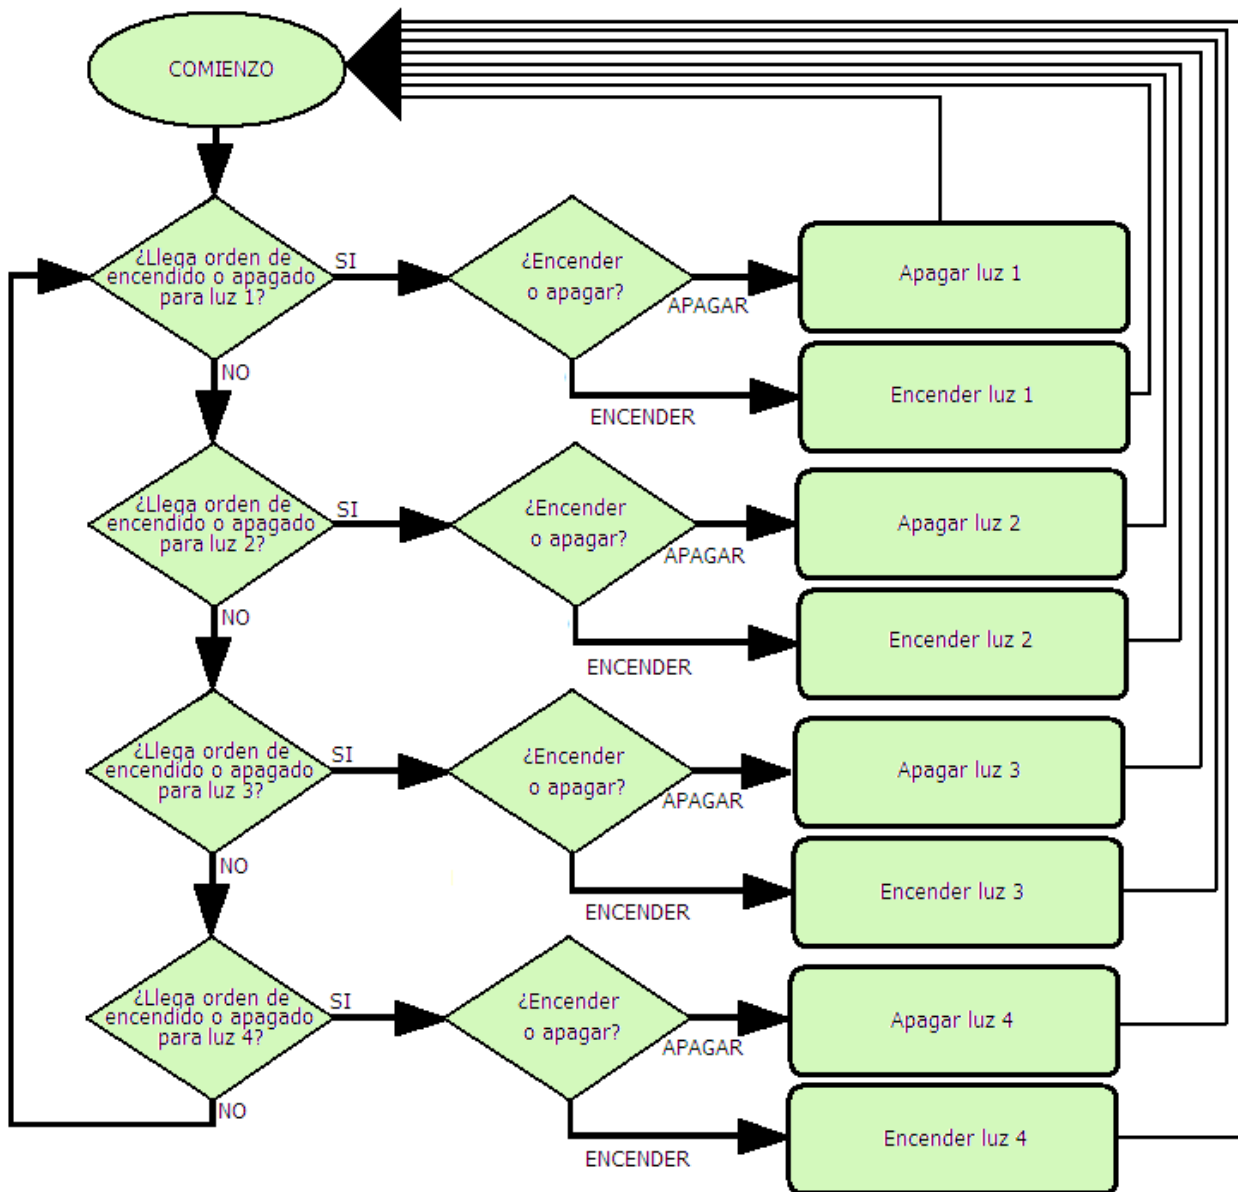 COMIENZO
¿Llega orden de
encendido o apagado
para luz 1?
SI
¿Encender
o apagar?
APAGAR
Apagar luz 1
NO
ENCENDER
Encender luz 1
¿Llega orden de
encendido o apagado
para luz 2?
SI
¿Encender
o apagar?
APAGAR
Apagar luz 2
NO
ENCENDER
Encender luz 2
¿Llega orden de
encendido o apagado
para luz 3?
SI
¿Encender
o apagar?
APAGAR
Apagar luz 3
NO
ENCENDER
Encender luz 3
¿Llega orden de
encendido o apagado
para luz 4?
SI
¿Encender
o apagar?
APAGAR
Apagar luz 4
NO
ENCENDER
Encender luz 4